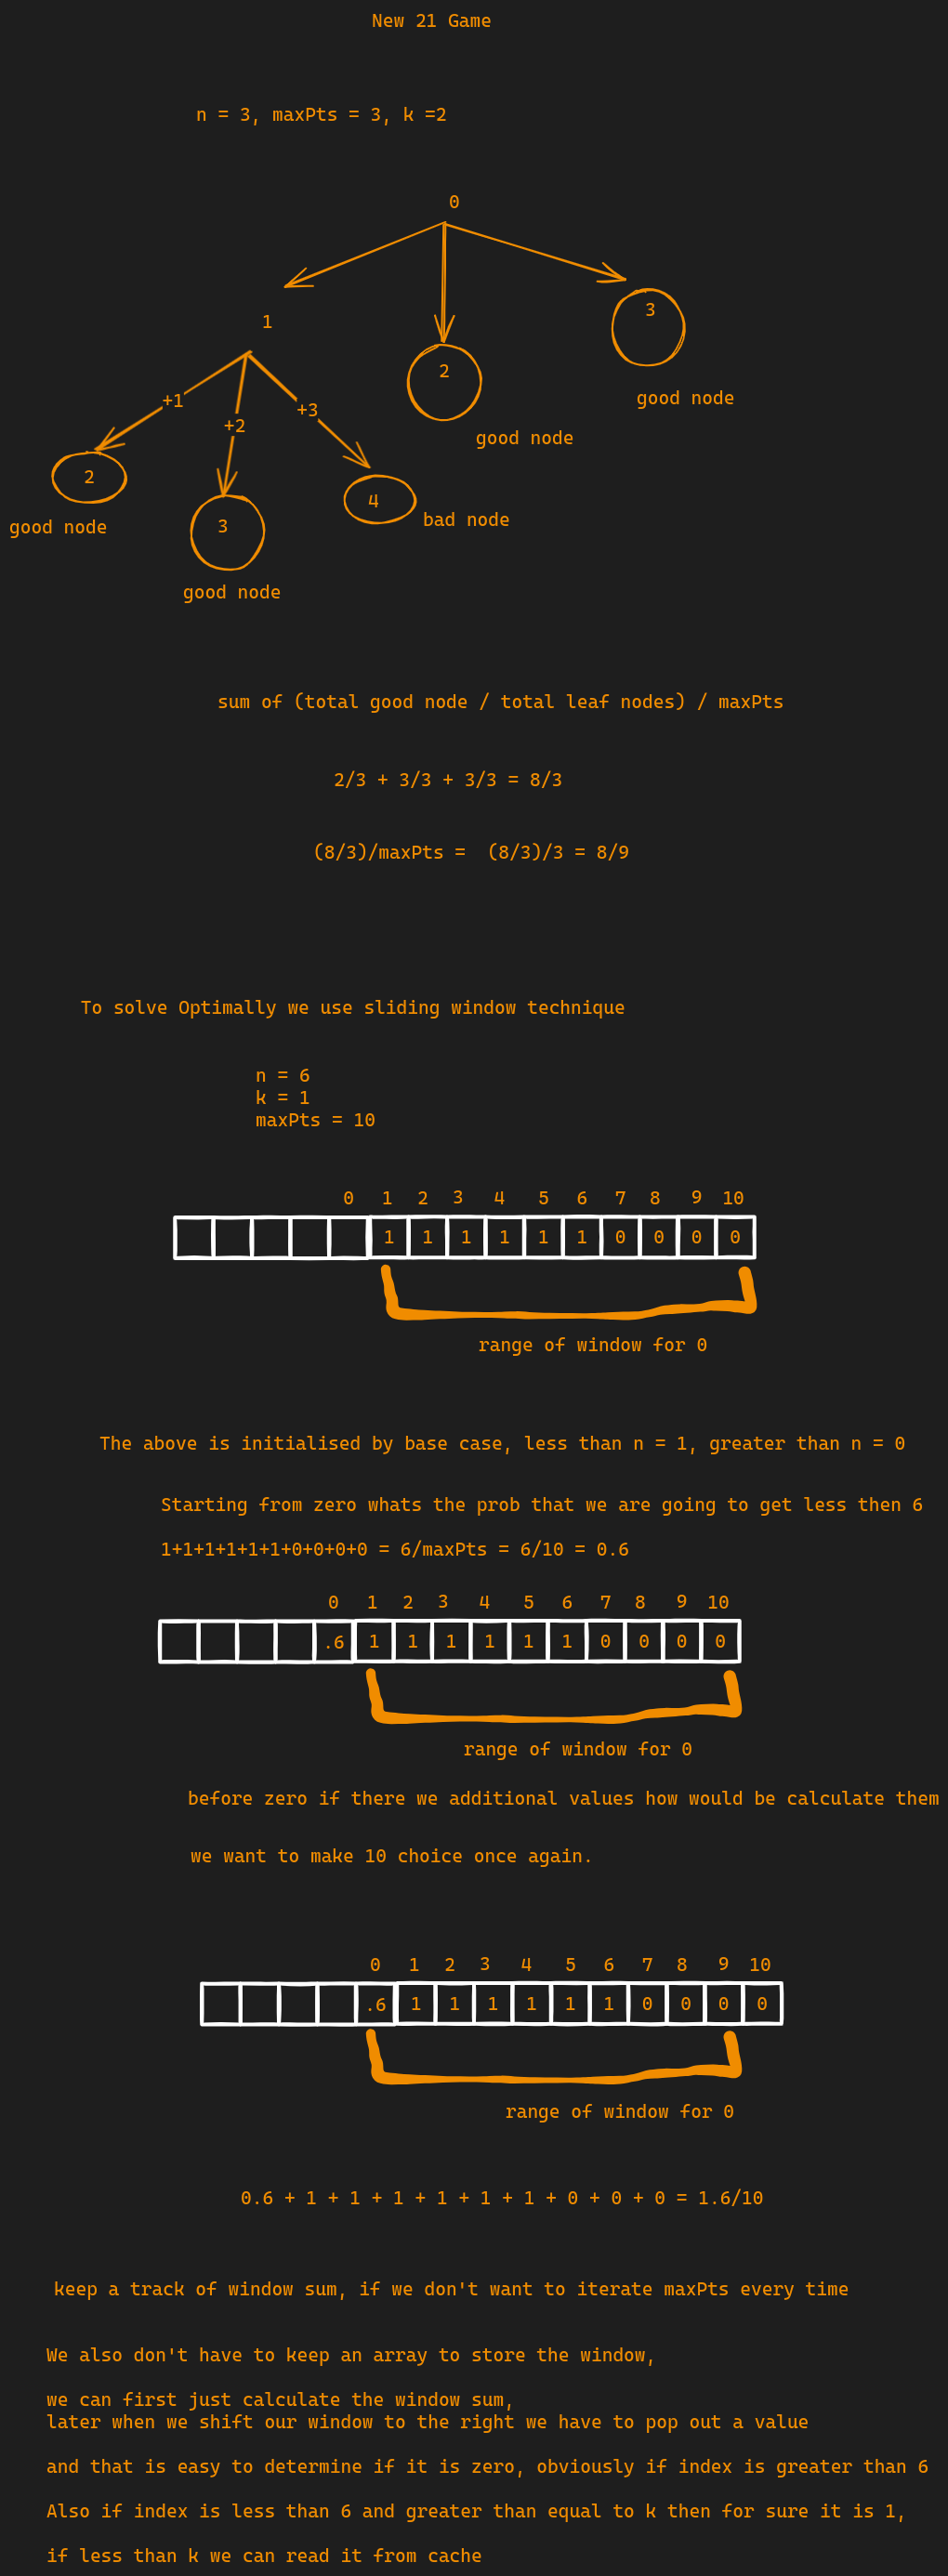 New 21 Game
n = 3, maxPts = 3, k =2
0
1
2
3
good node
good node
+1
+2
+3
2
3
4
good node
good node
bad node
sum of (total good node / total leaf nodes) / maxPts
2/3 + 3/3 + 3/3 = 8/3
(8/3)/maxPts = (8/3)/3 = 8/9
To solve Optimally we use sliding window technique
n = 6
k = 1
maxPts = 10
0 1 2 3 4 5 6 7 8 9 10
1 1 1 1 1 1 0 0 0 0
range of window for 0
The above is initialised by base case, less than n = 1, greater than n = 0
Starting from zero whats the prob that we are going to get less then 6
1+1+1+1+1+1+0+0+0+0 = 6/maxPts = 6/10 = 0.6
0 1 2 3 4 5 6 7 8 9 10
.6 1 1 1 1 1 1 0 0 0 0
range of window for 0
before zero if there we additional values how would be calculate them
we want to make 10 choice once again.
0 1 2 3 4 5 6 7 8 9 10
.6 1 1 1 1 1 1 0 0 0 0
range of window for 0
0.6 + 1 + 1 + 1 + 1 + 1 + 1 + 0 + 0 + 0 = 1.6/10
keep a track of window sum, if we don't want to iterate maxPts every time
We also don't have to keep an array to store the window,
we can first just calculate the window sum,
later when we shift our window to the right we have to pop out a value
and that is easy to determine if it is zero, obviously if index is greater than 6
Also if index is less than 6 and greater than equal to k then for sure it is 1,
if less than k we can read it from cache